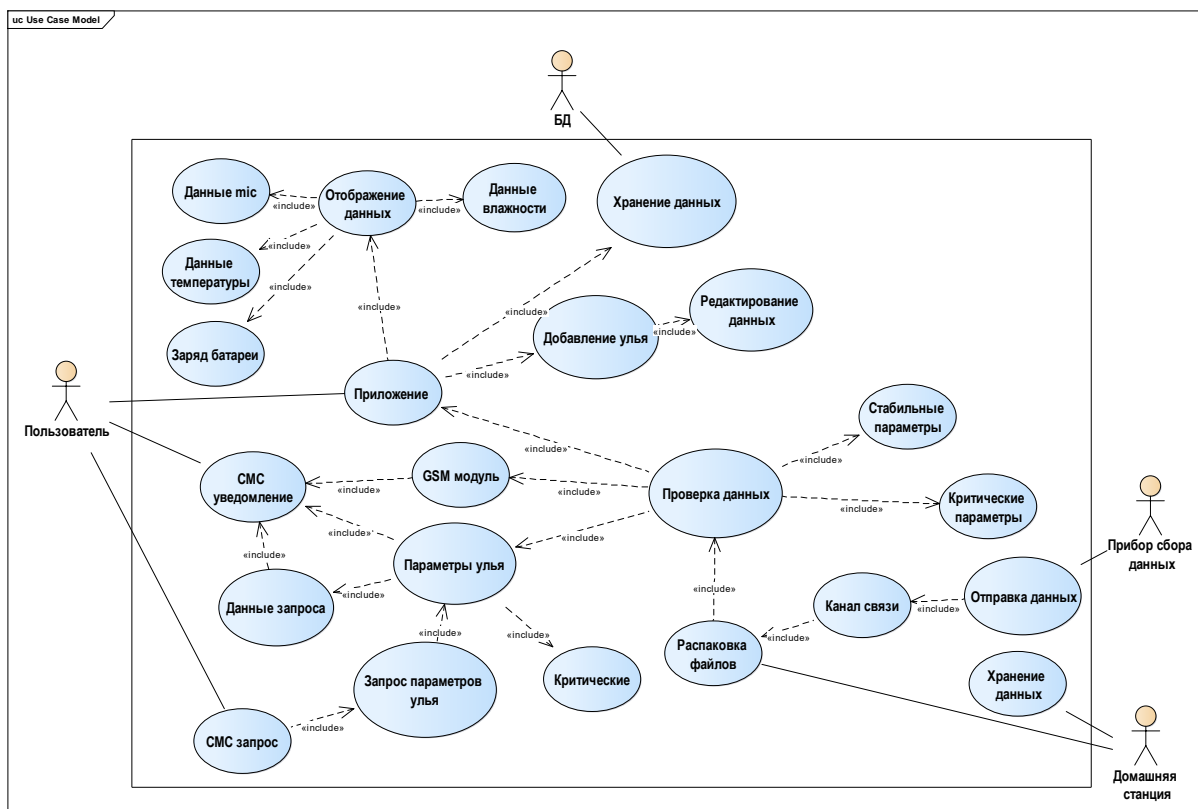 uc Use Case Model
БД
Данные mic
Отображение
данных
Данные
влажности
Хранение данных
«include»
«include»
«include»
Данные
температуры
«include»
«include»
«include»
«include»
Заряд батареи
Добавление улья
«include»
Редактирование
данных
«include»
Приложение
Пользователь
Стабильные
параметры
«include»
«include»
СМС
уведомление
«include»
GSM модуль
«include»
Проверка данных
«include»
Критические
параметры
Прибор сбора
данных
«include»
«include»
«include»
Параметры улья
«include»
Данные запроса
«include»
«include»
Канал связи
«include»
Отправка данных
«include»
«include»
«include»
Распаковка
файлов
Запрос параметров
улья
Критические
Хранение
данных
СМС запрос
«include»
Домашняя
станция